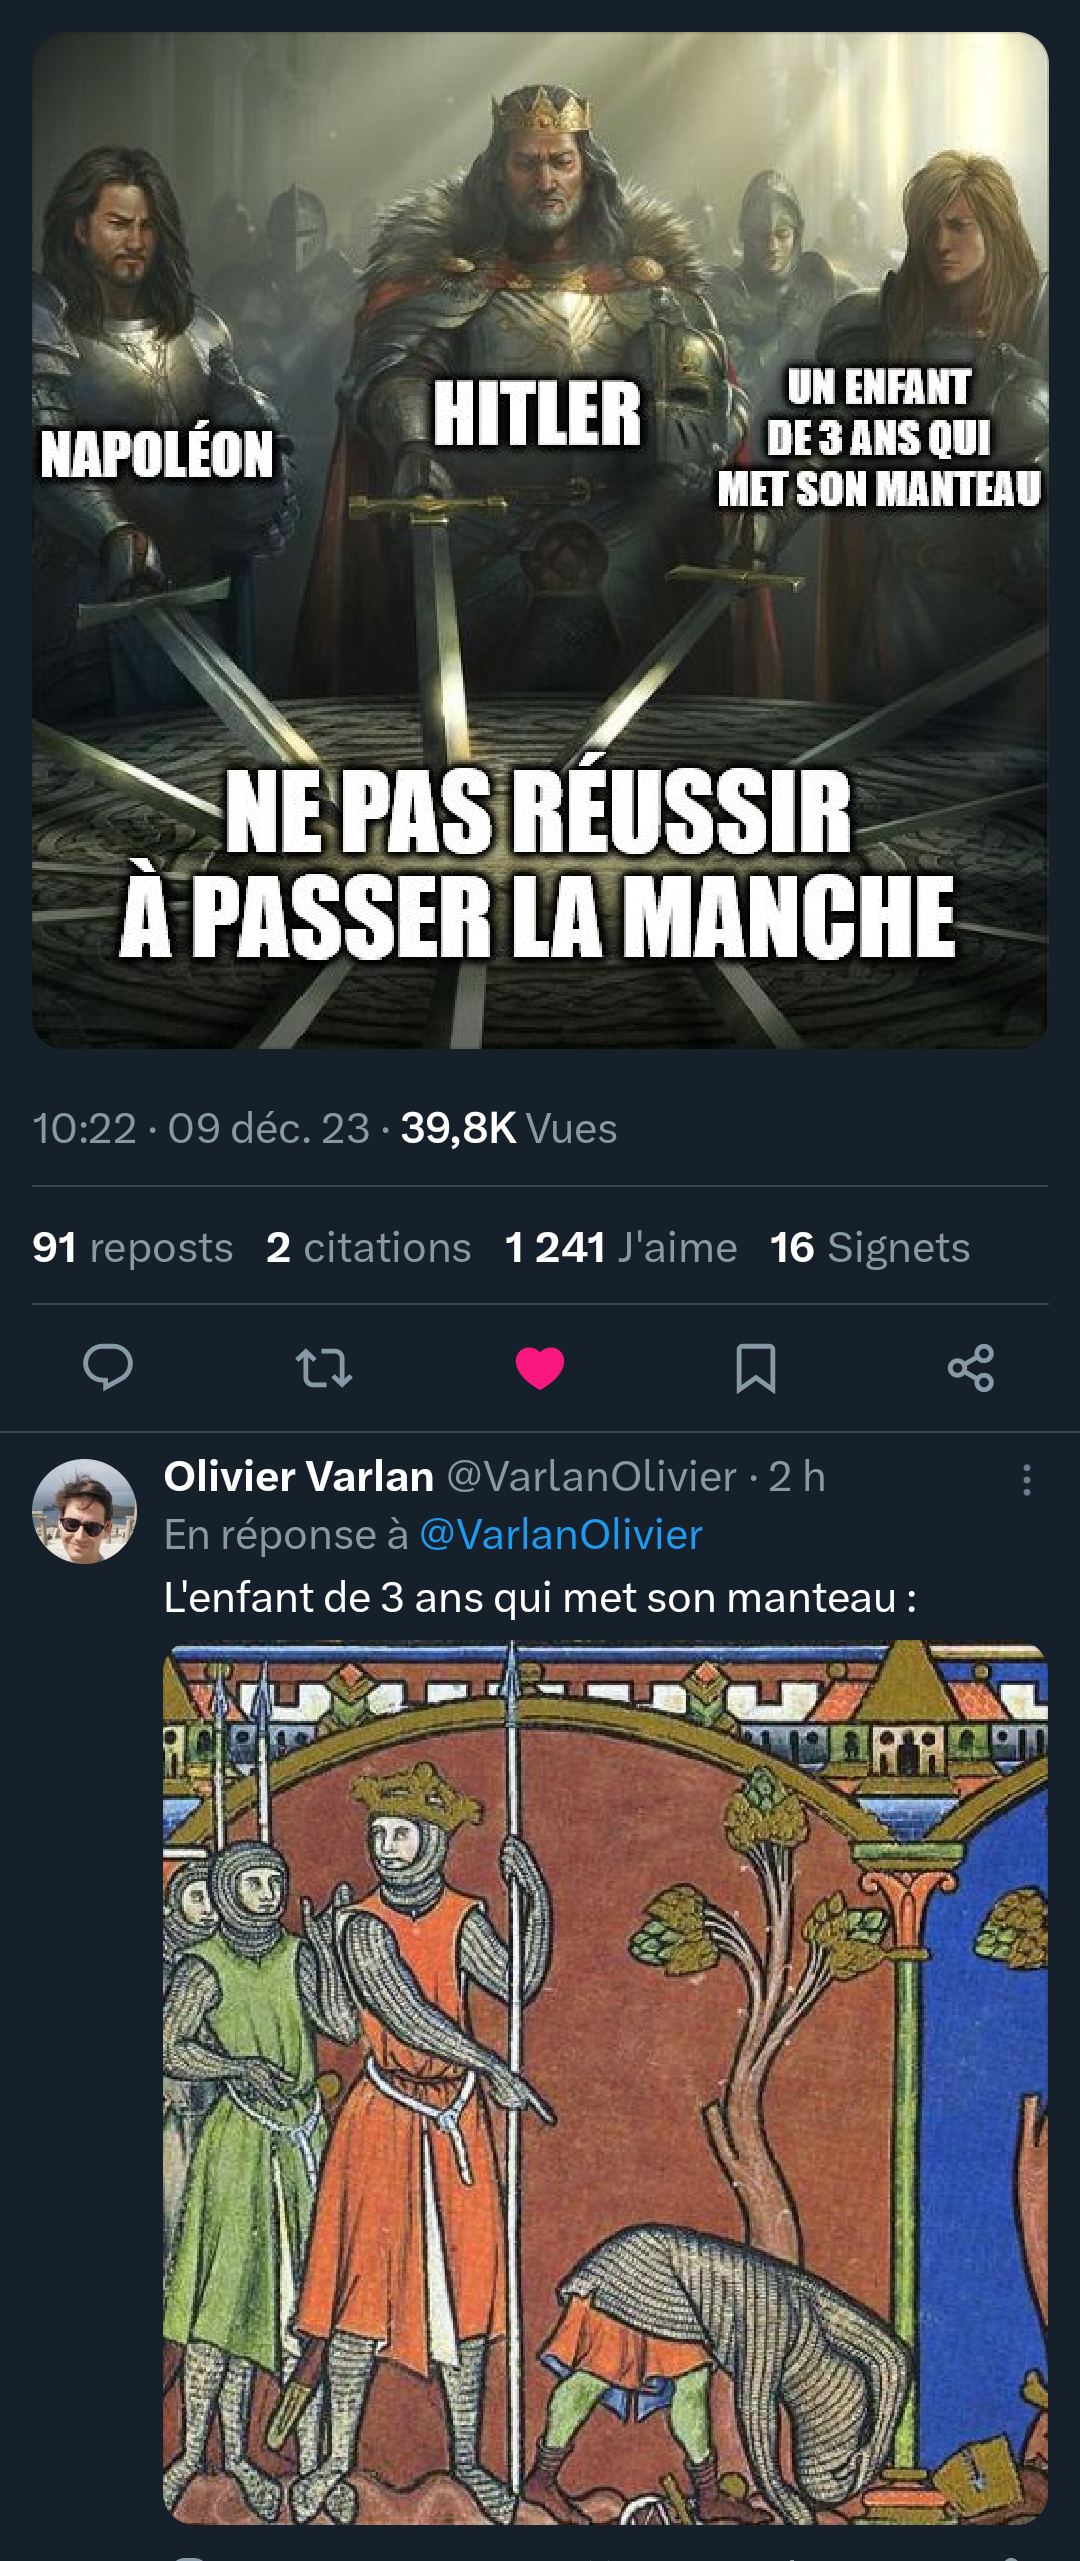 NAPOLÉON
HITLER
UN ENFANT
DE 3 ANS QUI
MET SON MANTEAU
NE PAS RÉUSSIR
À PASSER LA MANCHE
10:22 · 09 déc. 23 · 39,8K Vues
91 reposts 2 citations 1 241 J'aime 16 Signets
Olivier Varlan @VarlanOlivier · 2 h
En réponse à @VarlanOlivier
L'enfant de 3 ans qui met son manteau :